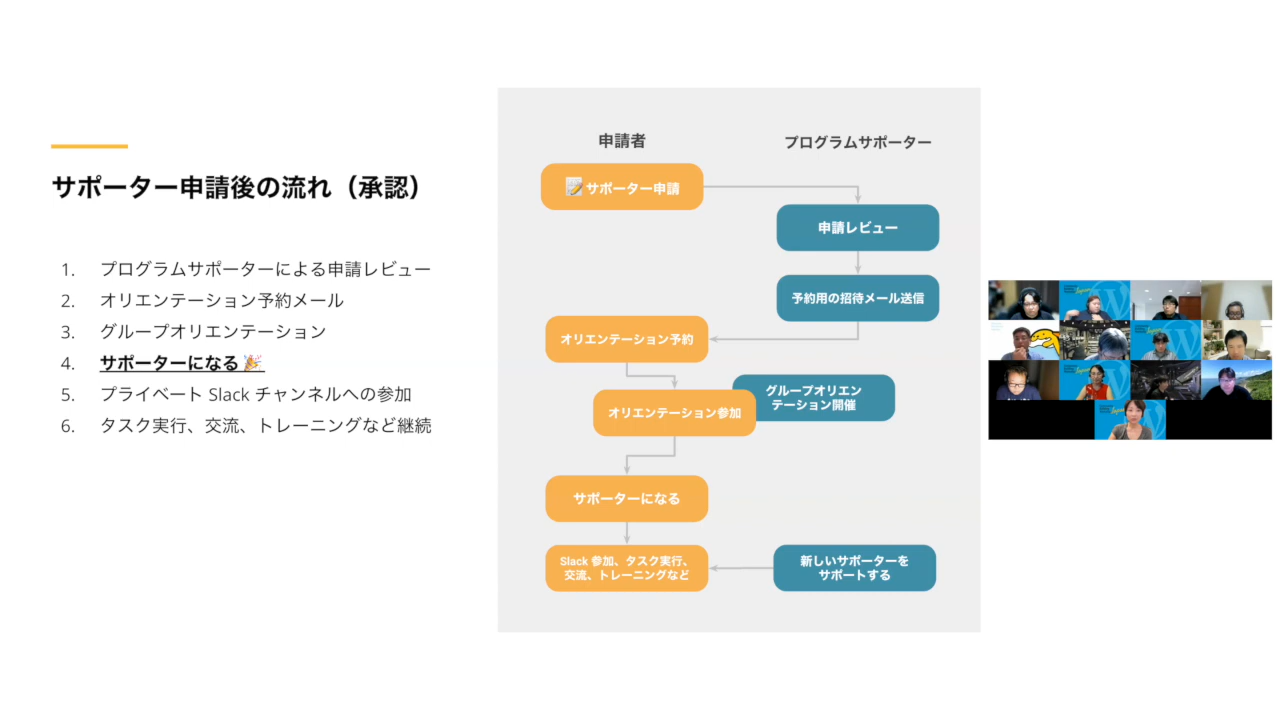 サポーター申請後の流れ（承認）
1. プログラムサポーターによる申請レビュー
2. オリエンテーション予約メール
3. グループオリエンテーション
4. サポーターになる🎉
5. プライベート Slack チャンネルへの参加
6. タスク実行、交流、トレーニングなど継続
申請者
プログラムサポーター
📝 サポーター申請
申請レビュー
予約用の招待メール送信
オリエンテーション予約
グループオリエン
テーション開催
オリエンテーション参加
サポーターになる
Slack 参加、タスク実行、
交流、トレーニングなど
新しいサポーターを
サポートする